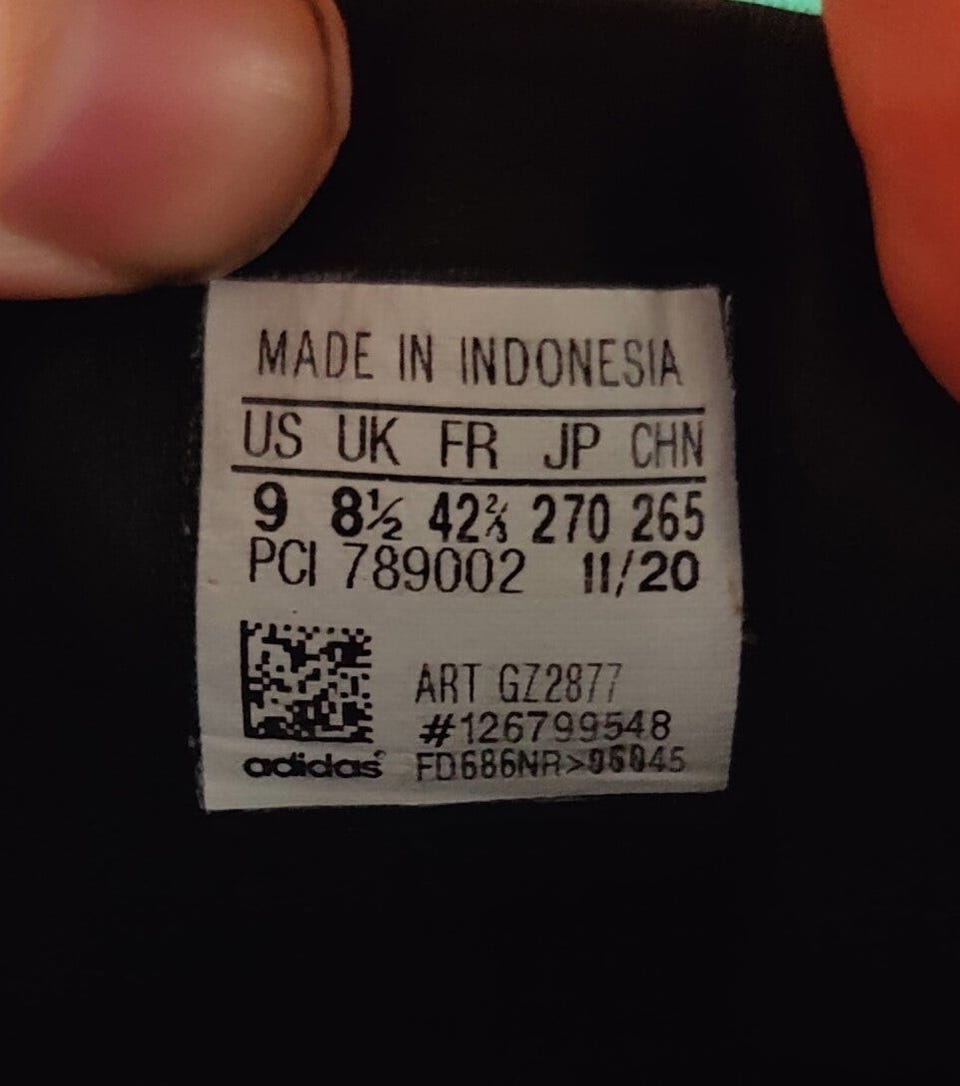 MADE IN INDONESIA
US UK FR JP CHN
9 8½ 42⅔ 270 265
PCI 789002 11/20
ART GZ2877
#126799548
adidas